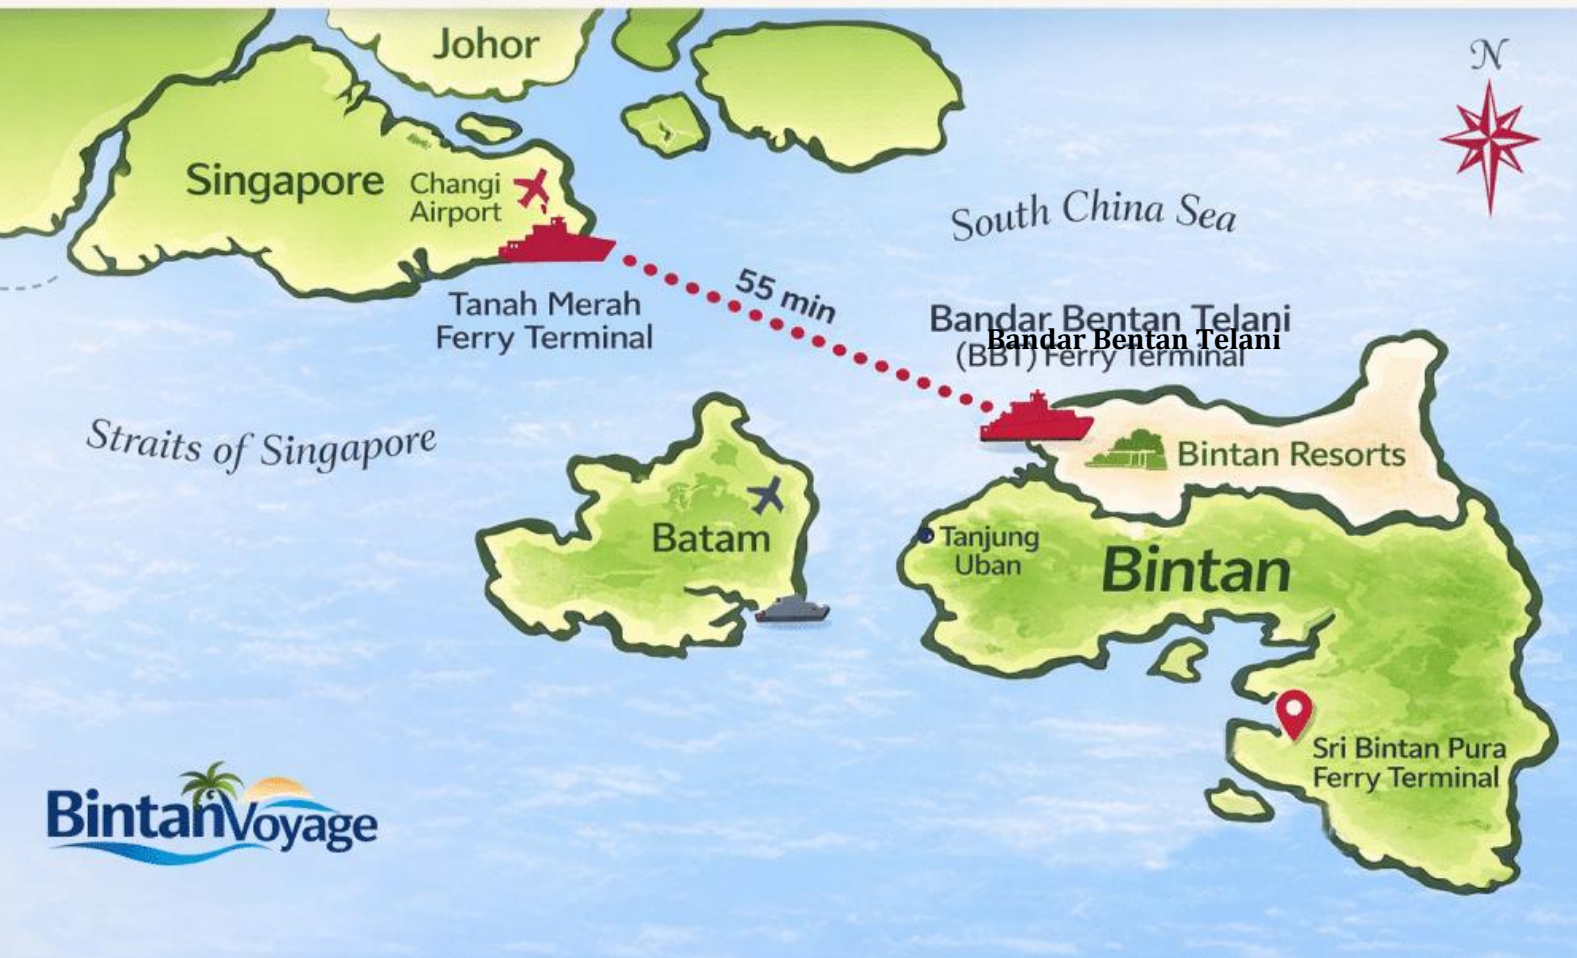 Johor
N
Singapore
Changi
Airport
South China Sea
55 min
Tanah Merah
Ferry Terminal
Bandar Bentan Telani
Bandar Bentan Telani
(BBT) Ferry Terminal
Straits of Singapore
Bintan Resorts
Batam
Tanjung
Uban
Bintan
Sri Bintan Pura
Ferry Terminal
BintanVoyage